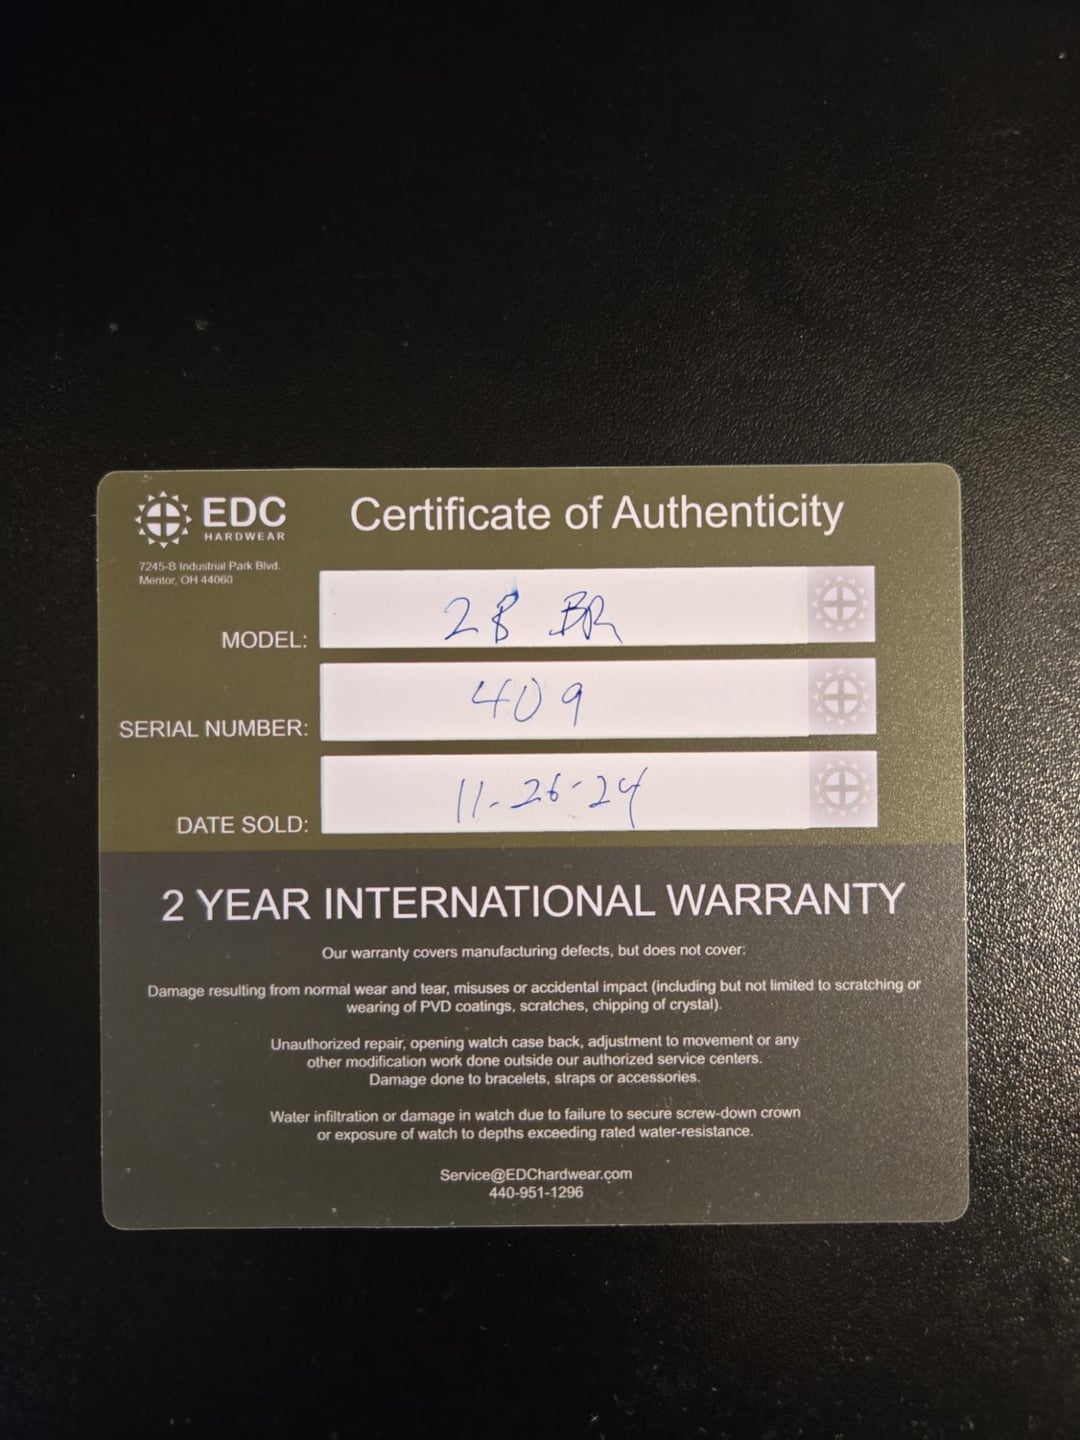 EDC
HARDWEAR
7245-B Industrial Park Blvd.
Mentor, OH 44060
Certificate of Authenticity
MODEL: 28 BR
SERIAL NUMBER: 409
DATE SOLD: 11-26-24
2 YEAR INTERNATIONAL WARRANTY
Our warranty covers manufacturing defects, but does not cover:
Damage resulting from normal wear and tear, misuses or accidental impact (including but not limited to scratching or
wearing of PVD coatings, scratches, chipping of crystal).
Unauthorized repair, opening watch case back, adjustment to movement or any
other modification work done outside our authorized service centers.
Damage done to bracelets, straps or accessories.
Water infiltration or damage in watch due to failure to secure screw-down crown
or exposure of watch to depths exceeding rated water-resistance.
Service@EDChardwear.com
440-951-1296